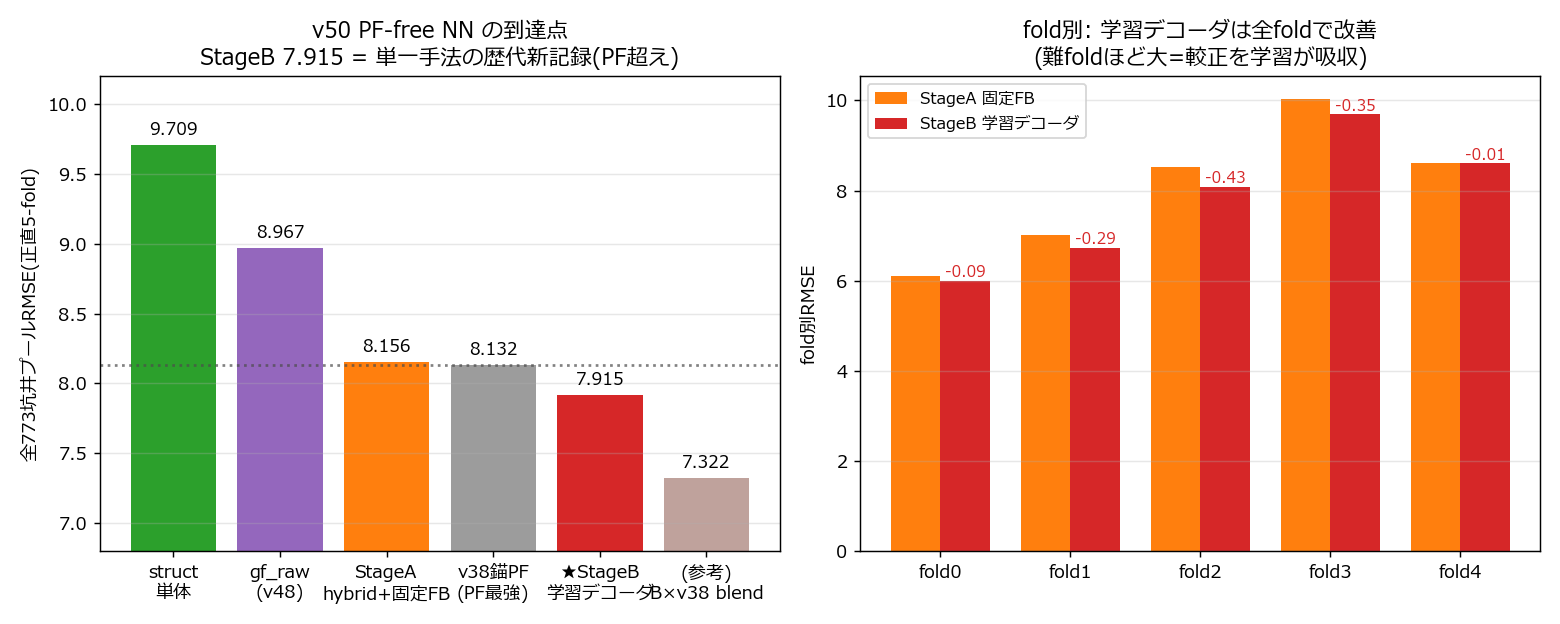 v50 PF-free NN の到達点
StageB 7.915 = 単一手法の歴代新記録(PF超え)
全773坑井プールRMSE(正直5-fold)
10.0
9.5
9.0
8.5
8.0
7.5
7.0
9.709
8.967
8.156
8.132
7.915
7.322
struct
単体
gf_raw
(v48)
StageA
hybrid+固定FB
v38錨PF
(PF最強)
★StageB
学習デコーダ
(参考)
B×v38 blend
fold別: 学習デコーダは全foldで改善
(難foldほど大=較正を学習が吸収)
StageA 固定FB
StageB 学習デコーダ
fold別RMSE
10
8
6
4
2
0
-0.09
-0.29
-0.43
-0.35
-0.01
fold0
fold1
fold2
fold3
fold4